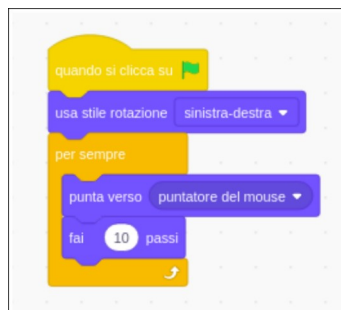 quando si clicca su
usa stile rotazione sinistra-destra
per sempre
punta verso puntatore del mouse
fai 10 passi